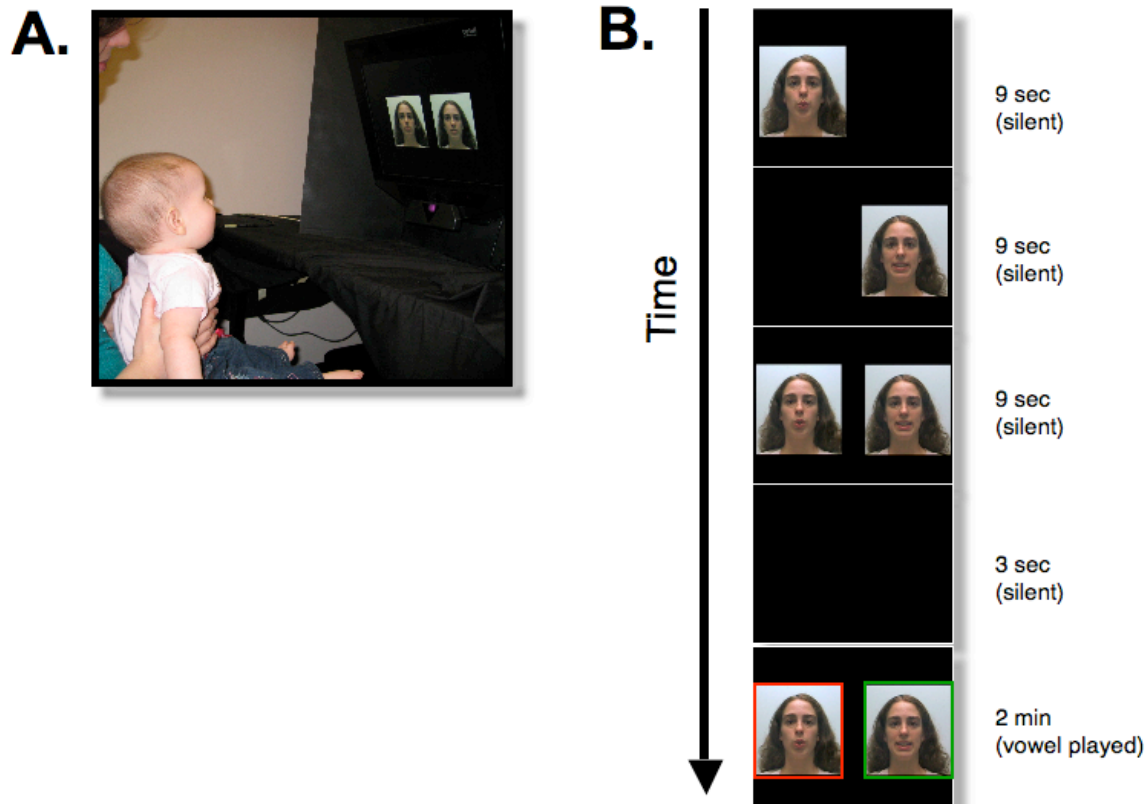 A.
B.
9 sec
(silent)
9 sec
(silent)
Time
9 sec
(silent)
3 sec
(silent)
2 min
(vowel played)